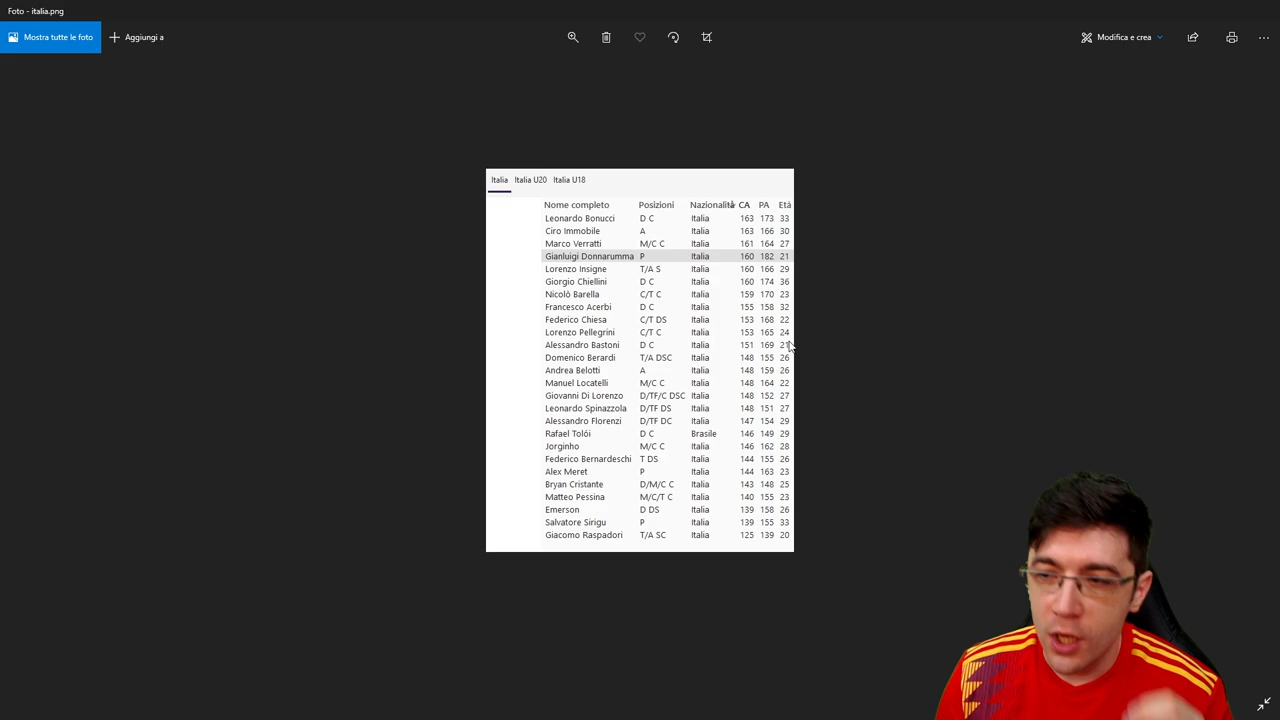 Foto - italia.png
Mostra tutte le foto Aggiungi a Modifica e crea
Italia Italia U20 Italia U18
Nome completo Posizioni Nazionalità CA PA Età
Leonardo Bonucci D C Italia 163 173 33
Ciro Immobile A Italia 163 166 30
Marco Verratti M/C C Italia 161 164 27
Gianluigi Donnarumma P Italia 160 182 21
Lorenzo Insigne T/A S Italia 160 166 29
Giorgio Chiellini D C Italia 160 174 36
Nicolò Barella C/T C Italia 159 170 23
Francesco Acerbi D C Italia 155 158 32
Federico Chiesa C/T DS Italia 153 168 22
Lorenzo Pellegrini C/T C Italia 153 165 24
Alessandro Bastoni D C Italia 151 169 21
Domenico Berardi T/A DSC Italia 148 155 26
Andrea Belotti A Italia 148 159 26
Manuel Locatelli M/C C Italia 148 164 22
Giovanni Di Lorenzo D/TF/C DSC Italia 148 152 27
Leonardo Spinazzola D/TF DS Italia 148 151 27
Alessandro Florenzi D/TF DC Italia 147 154 29
Rafael Tolói D C Brasile 146 149 29
Jorginho M/C C Italia 146 162 28
Federico Bernardeschi T DS Italia 144 155 26
Alex Meret P Italia 144 163 23
Bryan Cristante D/M/C C Italia 143 148 25
Matteo Pessina M/C/T C Italia 140 155 23
Emerson D DS Italia 139 158 26
Salvatore Sirigu P Italia 139 155 33
Giacomo Raspadori T/A SC Italia 125 139 20